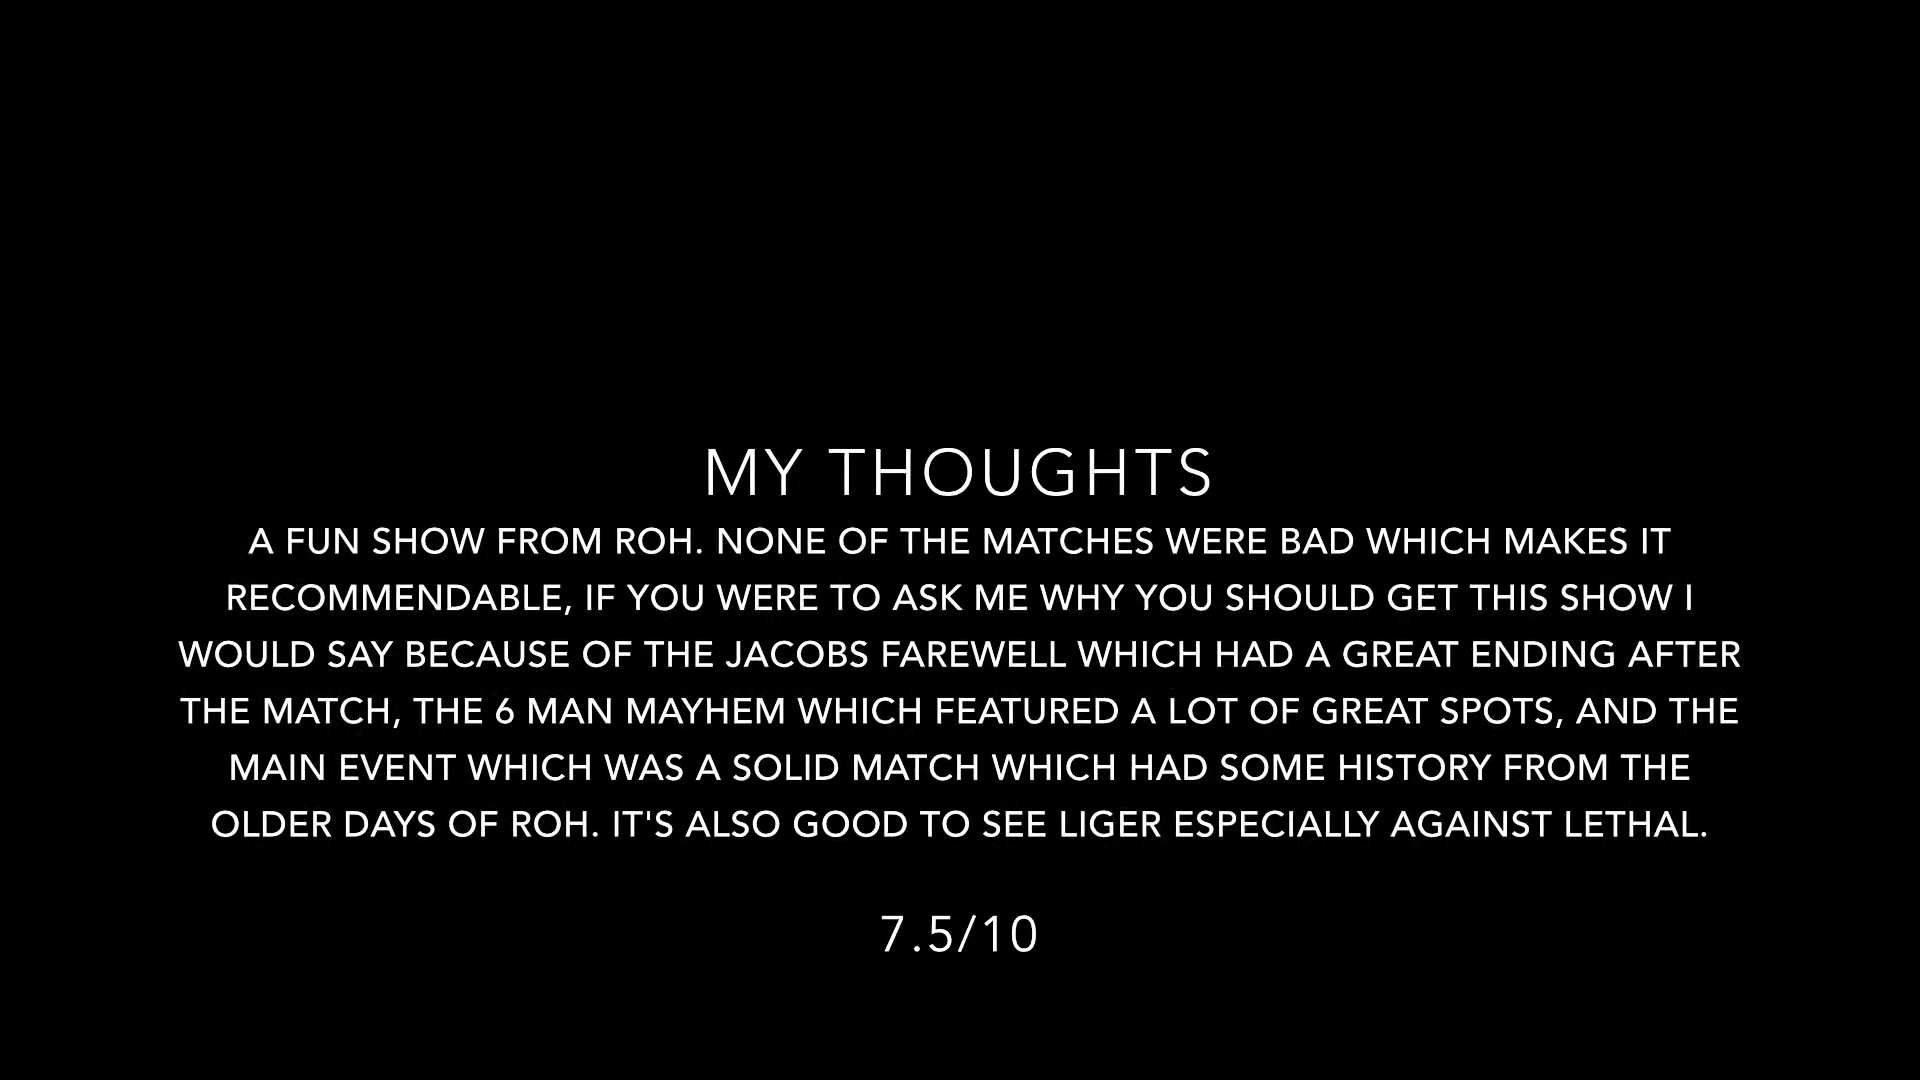 MY THOUGHTS
A FUN SHOW FROM ROH. NONE OF THE MATCHES WERE BAD WHICH MAKES IT
RECOMMENDABLE, IF YOU WERE TO ASK ME WHY YOU SHOULD GET THIS SHOW I
WOULD SAY BECAUSE OF THE JACOBS FAREWELL WHICH HAD A GREAT ENDING AFTER
THE MATCH, THE 6 MAN MAYHEM WHICH FEATURED A LOT OF GREAT SPOTS, AND THE
MAIN EVENT WHICH WAS A SOLID MATCH WHICH HAD SOME HISTORY FROM THE
OLDER DAYS OF ROH. IT'S ALSO GOOD TO SEE LIGER ESPECIALLY AGAINST LETHAL.
7.5/10